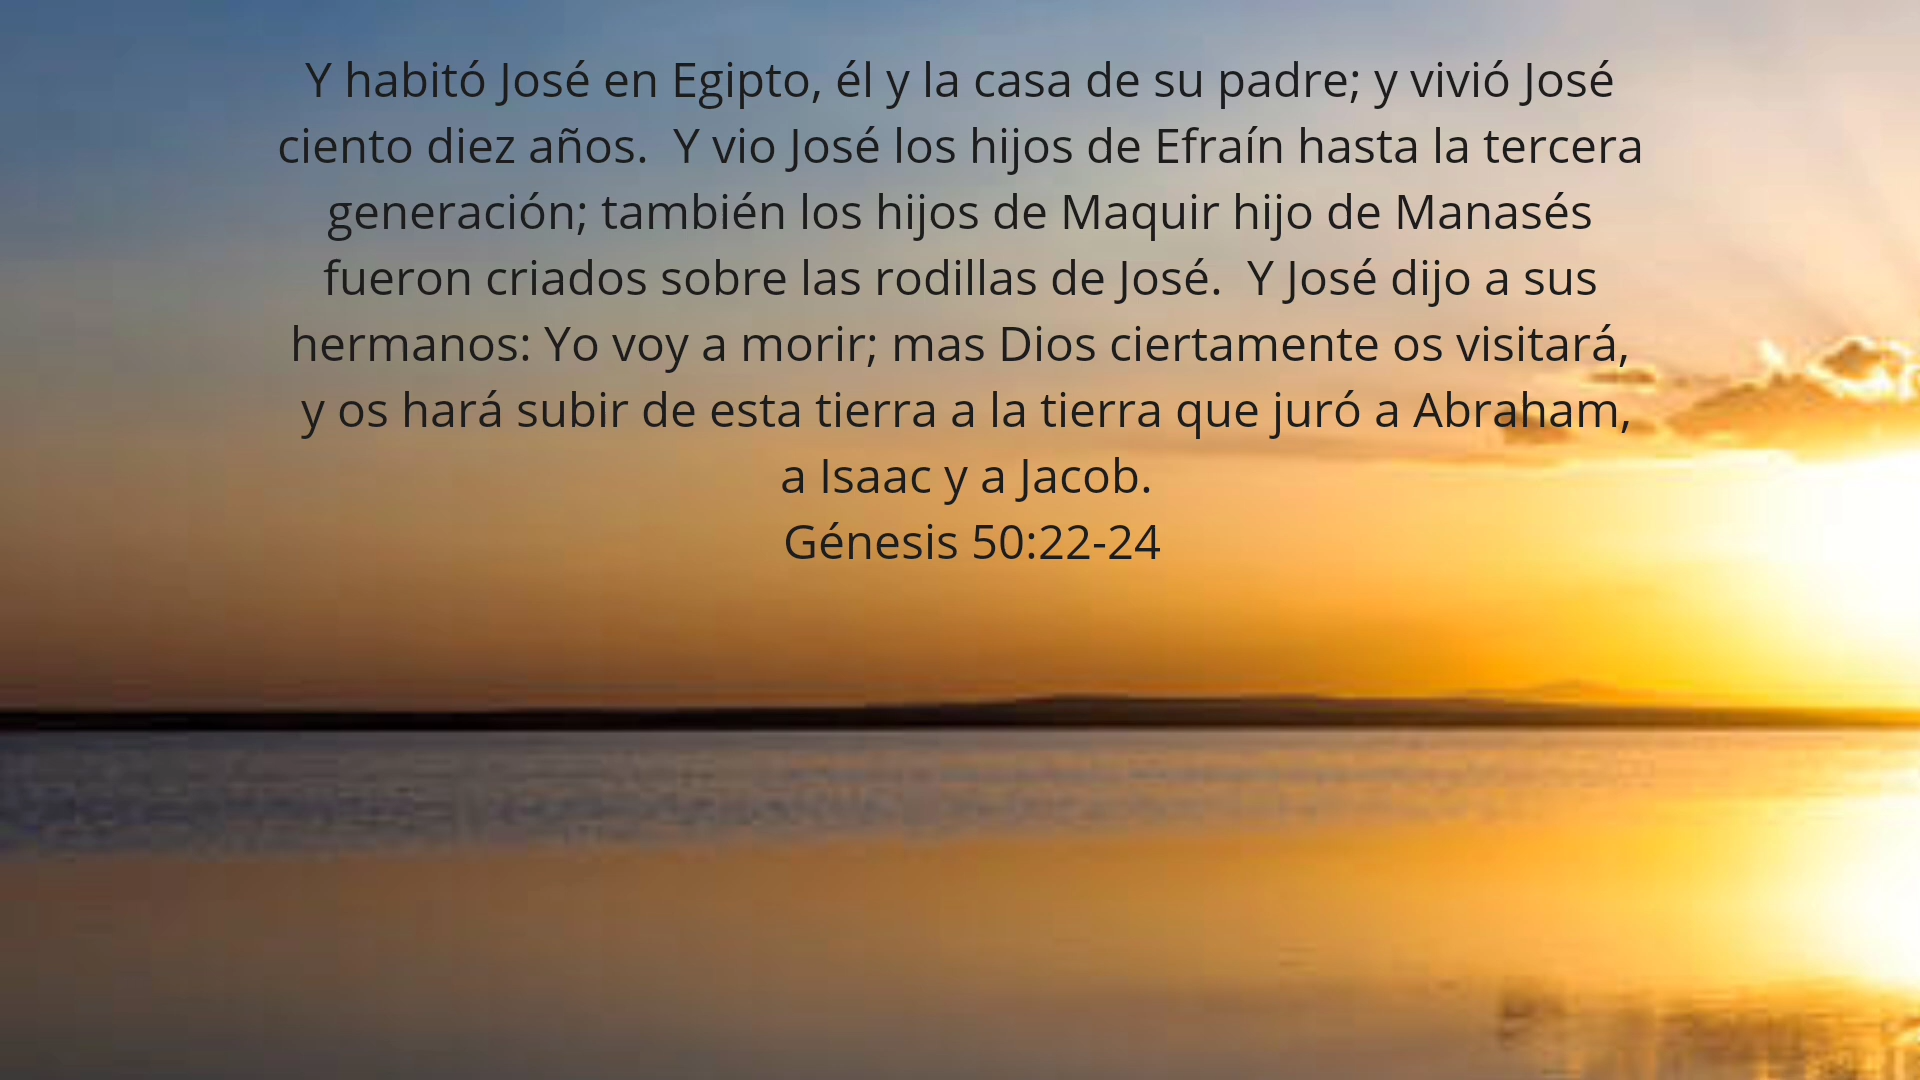 Y habitó José en Egipto, él y la casa de su padre; y vivió José
ciento diez años.  Y vio José los hijos de Efraín hasta la tercera
generación; también los hijos de Maquir hijo de Manasés
fueron criados sobre las rodillas de José.  Y José dijo a sus
hermanos: Yo voy a morir; mas Dios ciertamente os visitará,
y os hará subir de esta tierra a la tierra que juró a Abraham,
a Isaac y a Jacob.
Génesis 50:22-24